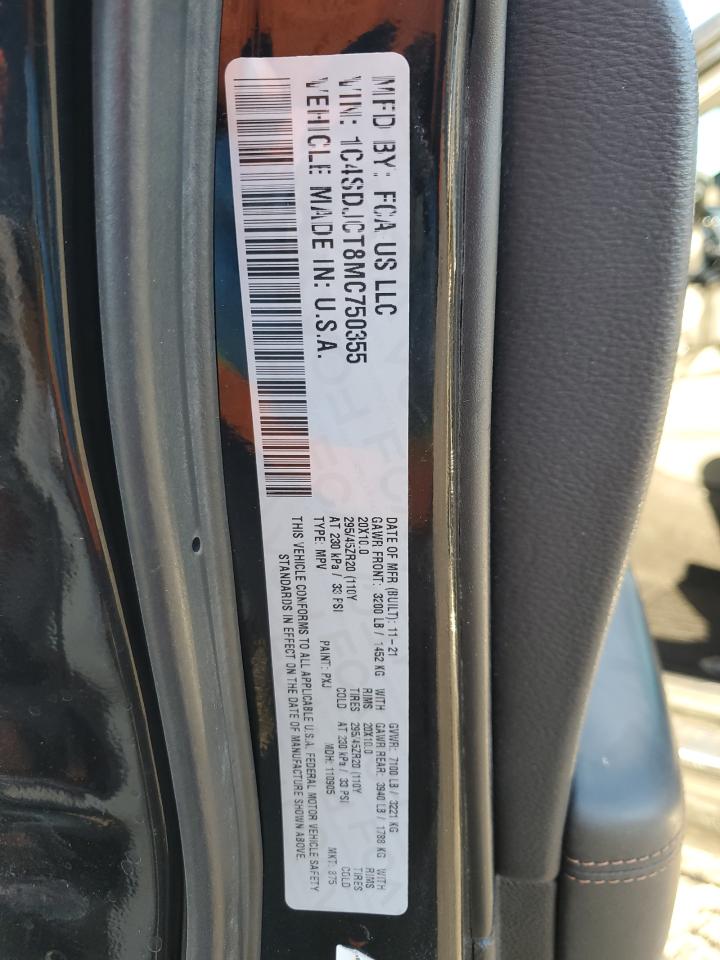 MFD BY: FCA US LLC
VIN: 1C4SDJCT8MC750355
VEHICLE MADE IN: U.S.A.
DATE OF MFR (BUILT): 11-21 GVWR: 7100 LB / 3221 KG
GAWR FRONT: 3200 LB / 1452 KG WITH GAWR REAR: 3940 LB / 1788 KG WITH
20X10.0 RIMS 20X10.0 RIMS
295/45ZR20 (110Y TIRES 295/45ZR20 (110Y TIRES
AT 230 kPa / 33 PSI COLD AT 230 kPa / 33 PSI COLD
TYPE: MPV PAINT: PXJ MDH: 110905 MKT: 875
THIS VEHICLE CONFORMS TO ALL APPLICABLE U.S.A. FEDERAL MOTOR VEHICLE SAFETY
STANDARDS IN EFFECT ON THE DATE OF MANUFACTURE SHOWN ABOVE.